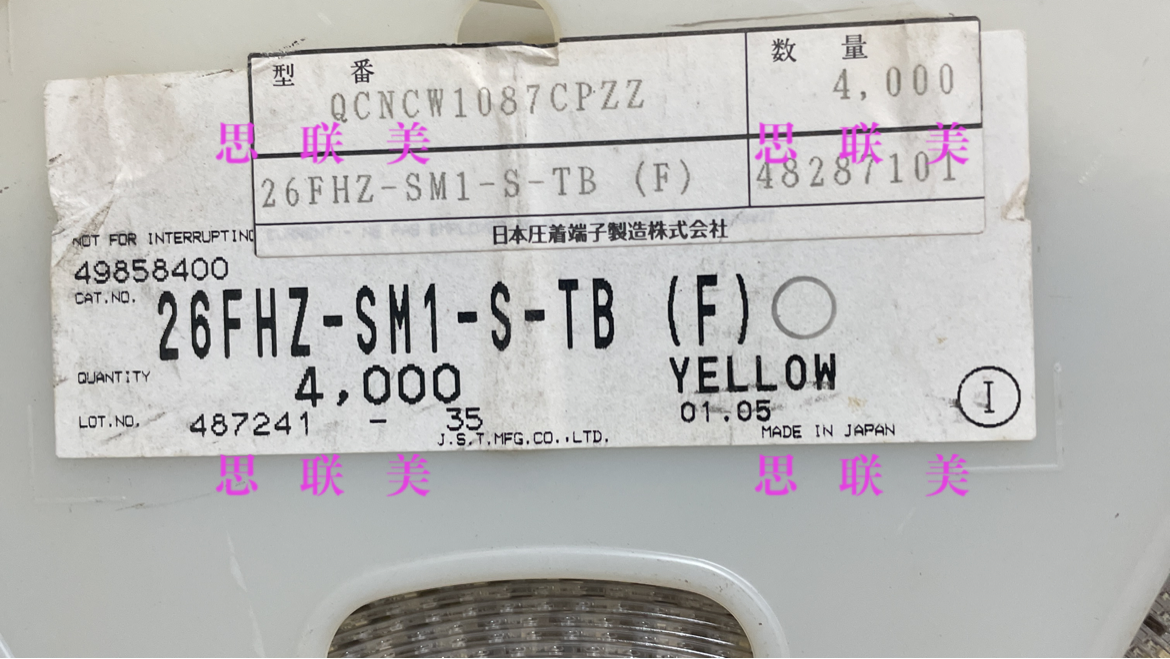 型 番
QCNCW1087CPZZ
数 量
4,000
思 联 美
思 联 美
26FHZ-SM1-S-TB (F)
48287101
日本圧着端子製造株式会社
NOT FOR INTERRUPTING
49858400
CAT.NO.
26FHZ-SM1-S-TB (F)
QUANTITY
4,000
YELLOW
LOT.NO.
487241 - 35
01.05
I
J.S.T.MFG.CO.,LTD.
MADE IN JAPAN
思 联 美
思 联 美